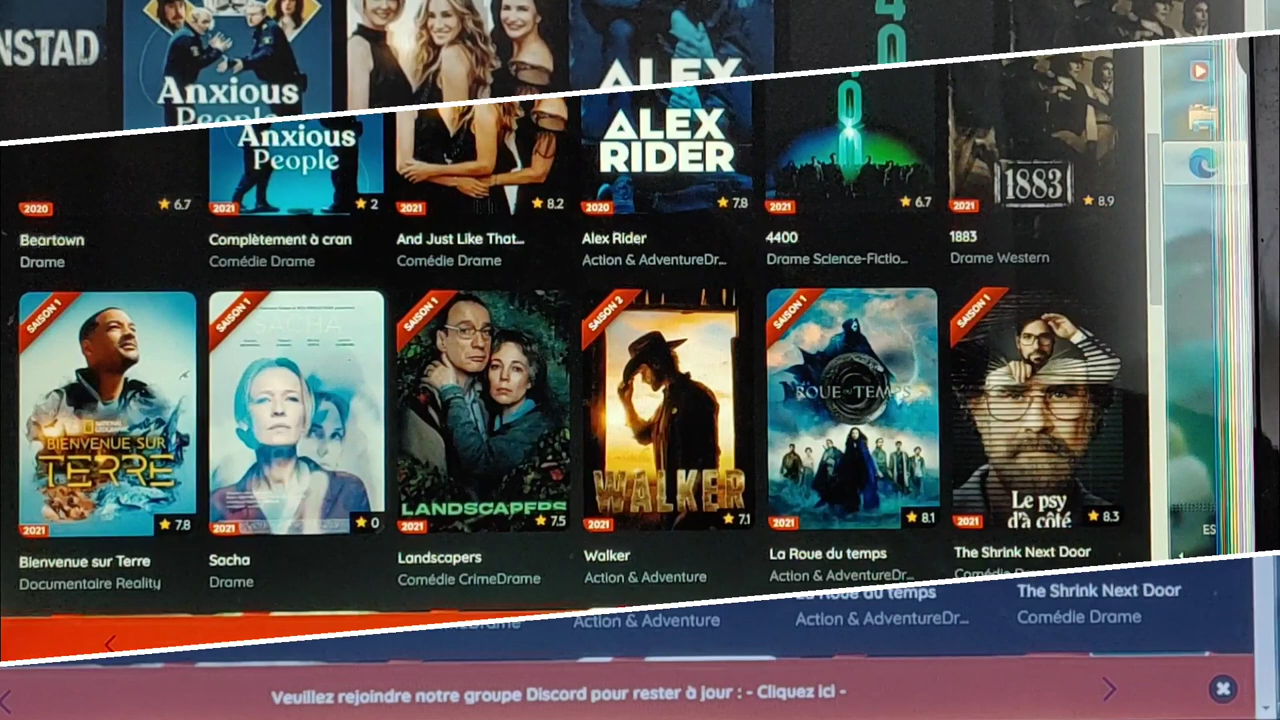 NSTAD
Anxious
People
ALEX
40
Anxious
People
ALEX
RIDER
0
1883
2020
6.7
2021
2
2021
8.2
2020
7.8
2021
6.7
2021
8.9
Beartown
Complètement à cran
And Just Like That...
Alex Rider
4400
1883
Drame
Comédie Drame
Comédie Drame
Action & AdventureDr...
Drame Science-Fictio...
Drame Western
SAISON 1
SAISON 1
SAISON 1
SAISON 2
SAISON 1
SAISON 1
SACHA
NATIONAL
BIENVENUE SUR
TERRE
LANDSCAPERS
WALKER
ROUE DU TEMPS
Le psy
d'à côté
2021
7.8
2021
0
2021
7.5
2021
7.1
2021
8.1
2021
8.3
ES
Bienvenue sur Terre
Sacha
Landscapers
Walker
La Roue du temps
The Shrink Next Door
Documentaire Reality
Drame
Comédie CrimeDrame
Action & Adventure
Action & AdventureDr...
Comédie Drame
La Roue du temps
The Shrink Next Door
Action & Adventure
Action & AdventureDr...
Comédie Drame
Veuillez rejoindre notre groupe Discord pour rester à jour : - Cliquez ici -